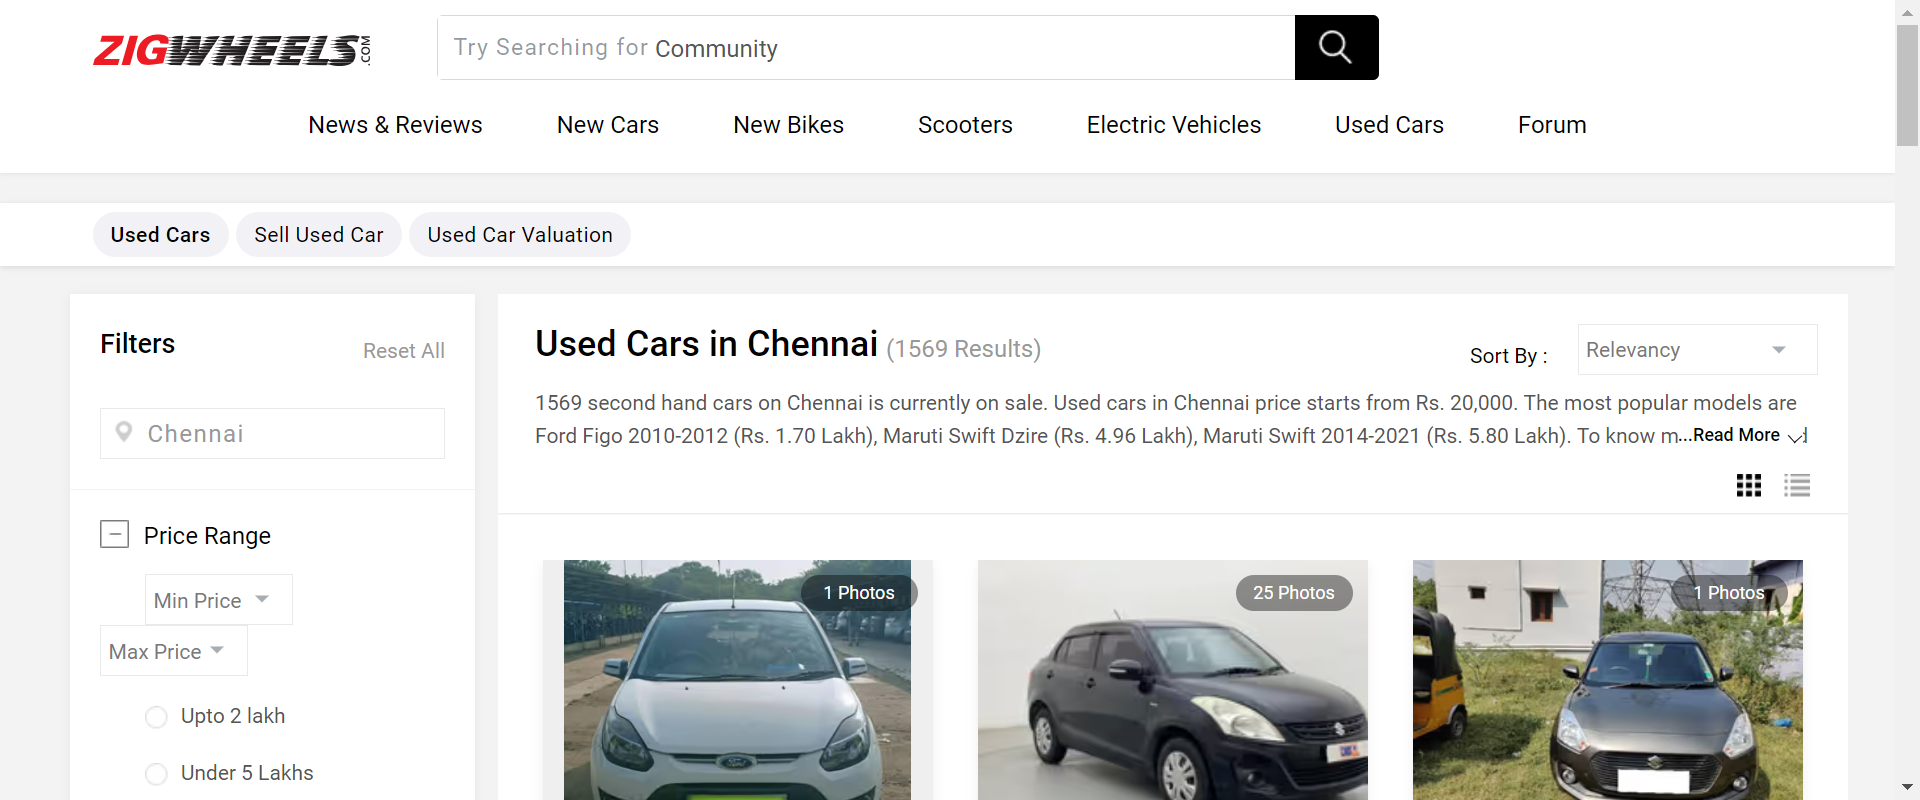 ZIGWHEELS.COM
Try Searching for Community
News & Reviews
New Cars
New Bikes
Scooters
Electric Vehicles
Used Cars
Forum
Used Cars
Sell Used Car
Used Car Valuation
Filters
Reset All
Chennai
Price Range
Min Price
Max Price
Upto 2 lakh
Under 5 Lakhs
Used Cars in Chennai (1569 Results)
Sort By :
Relevancy
1569 second hand cars on Chennai is currently on sale. Used cars in Chennai price starts from Rs. 20,000. The most popular models are
Ford Figo 2010-2012 (Rs. 1.70 Lakh), Maruti Swift Dzire (Rs. 4.96 Lakh), Maruti Swift 2014-2021 (Rs. 5.80 Lakh). To know m...Read More
1 Photos
25 Photos
1 Photos
Ford